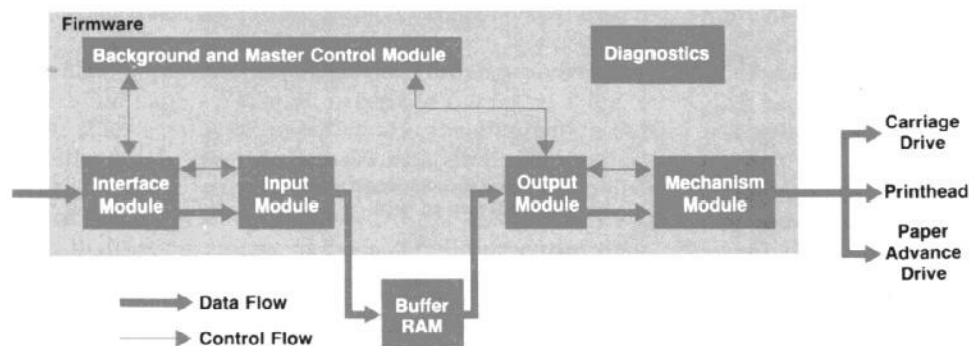 Firmware
Background and Master Control Module
Diagnostics
Interface
Module
Input
Module
Output
Module
Mechanism
Module
Carriage
Drive
Printhead
Paper
Advance
Drive
Buffer
RAM
Data Flow
Control Flow